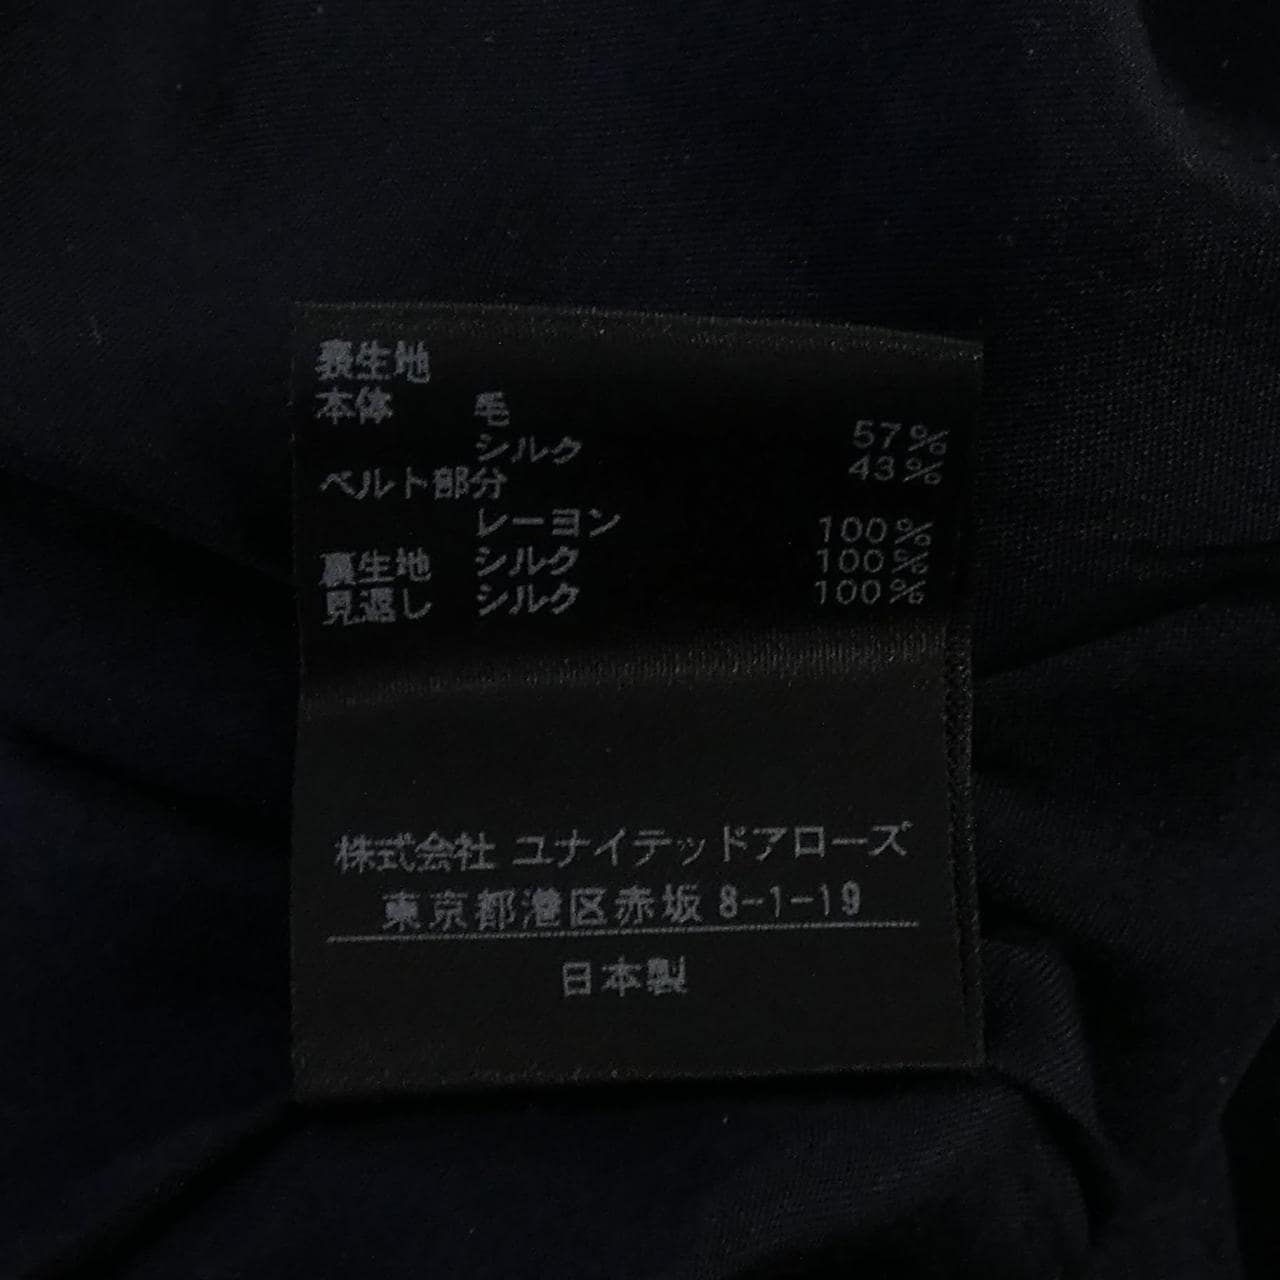 表生地
本体 毛 57%
シルク 43%
ベルト部分
レーヨン 100%
裏生地 シルク 100%
見返し シルク 100%
株式会社 ユナイテッドアローズ
東京都港区赤坂 8-1-19
日本製